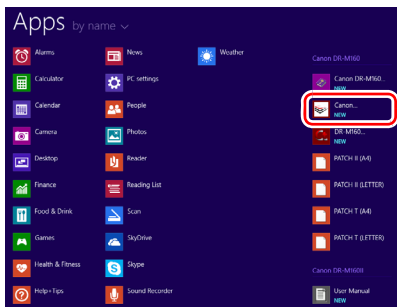 Apps by name
Alarms
Calculator
Calendar
Camera
Desktop
Finance
Food & Drink
Games
Health & Fitness
Help+Tips
News
PC settings
People
Photos
Reader
Reading List
Scan
SkyDrive
Skype
Sound Recorder
Weather
Canon DR-M160
Canon DR-M160...
NEW
Canon...
NEW
DR-M160...
NEW
PATCH II (A4)
PATCH II (LETTER)
PATCH T (A4)
PATCH T (LETTER)
Canon DR-M160II
User Manual
NEW